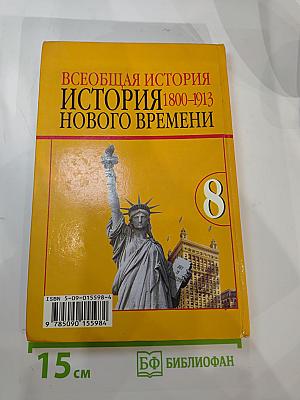 ВСЕОБЩАЯ ИСТОРИЯ
ИСТОРИЯ 1800–1913
НОВОГО ВРЕМЕНИ
8
ISBN 5-09-015598-4
9 785090 155984
15 см
БФ БИБЛИОФАН